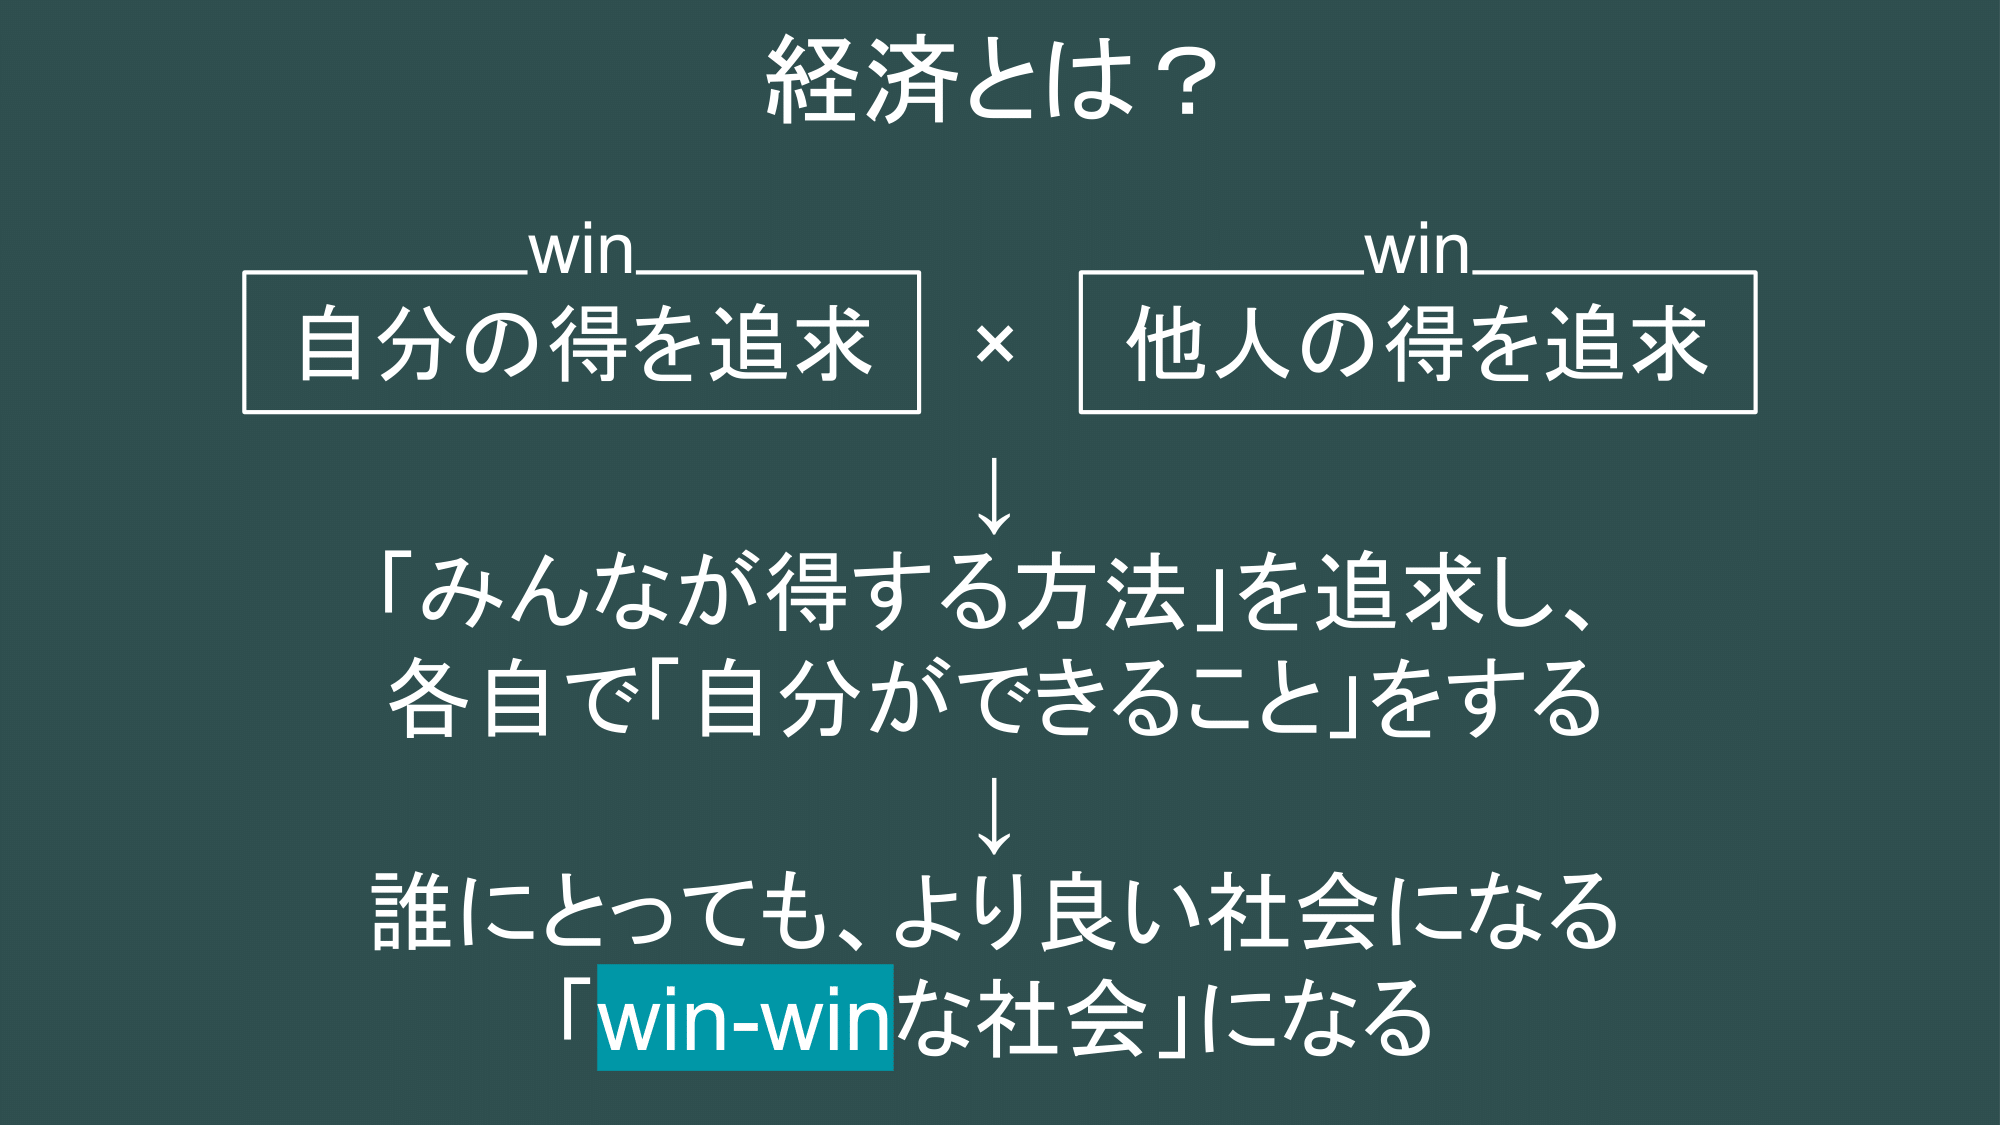 経済とは？
win
win
自分の得を追求 × 他人の得を追求
↓
「みんなが得する方法」を追求し、
各自で「自分ができること」をする
↓
誰にとっても、より良い社会になる
「win-winな社会」になる